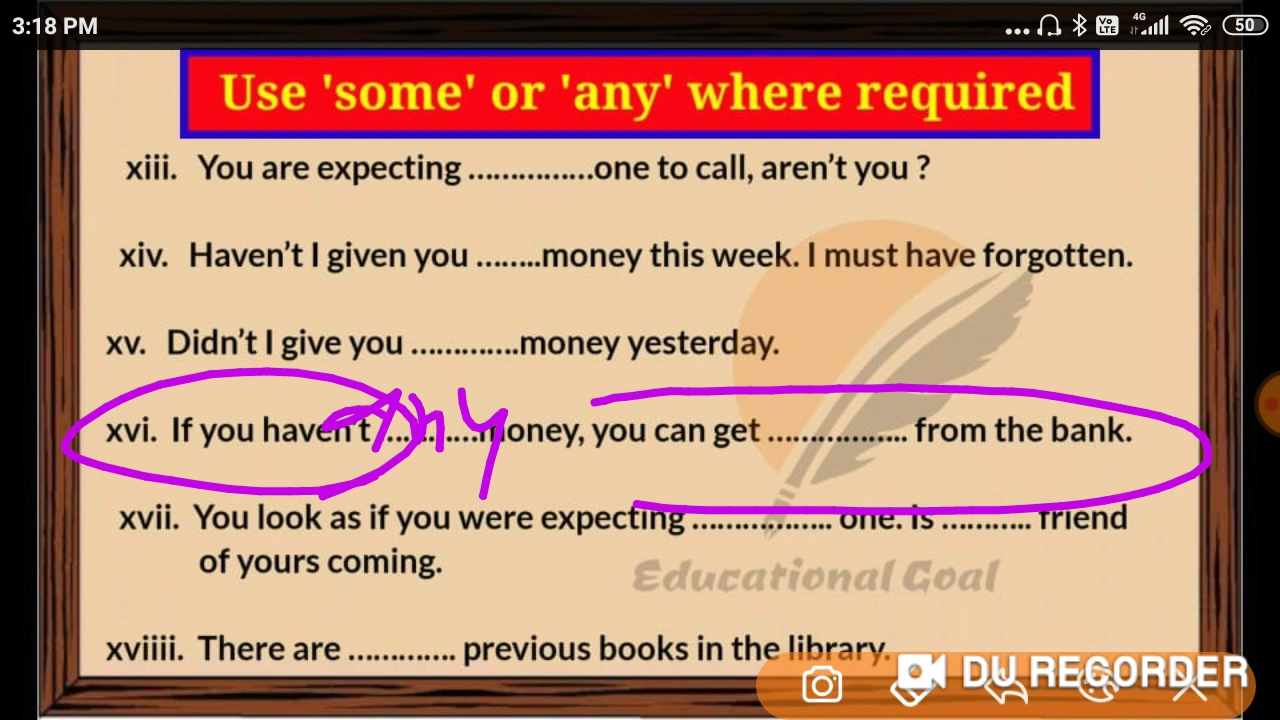 3:18 PM
4G Vo LTE 50
Use 'some' or 'any' where required
xiii. You are expecting ...............one to call, aren't you ?
xiv. Haven't I given you ........money this week. I must have forgotten.
xv. Didn't I give you .............money yesterday.
any
xvi. If you haven't ............money, you can get ................. from the bank.
xvii. You look as if you were expecting ................. one. Is ........... friend
of yours coming.
Educational Goal
xviiii. There are ............. previous books in the library.
DU RECORDER